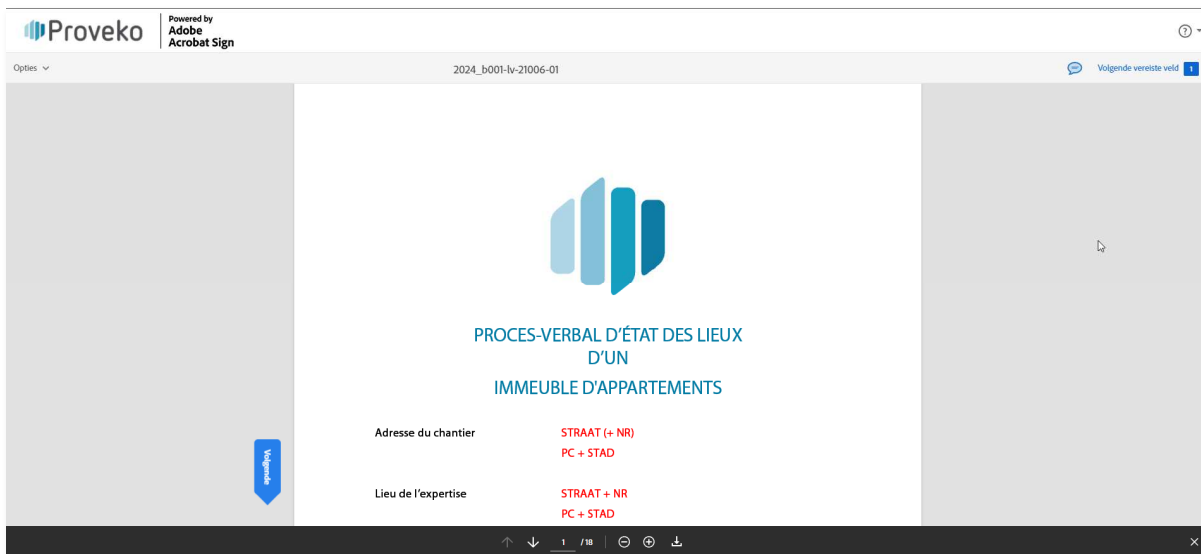 Proveko
Powered by
Adobe
Acrobat Sign
Opties
2024_b001-lv-21006-01
Volgende vereiste veld 1
PROCES-VERBAL D'ÉTAT DES LIEUX
D'UN
IMMEUBLE D'APPARTEMENTS
Adresse du chantier STRAAT (+ NR)
PC + STAD
Volgende
Lieu de l'expertise STRAAT + NR
PC + STAD
1 /18